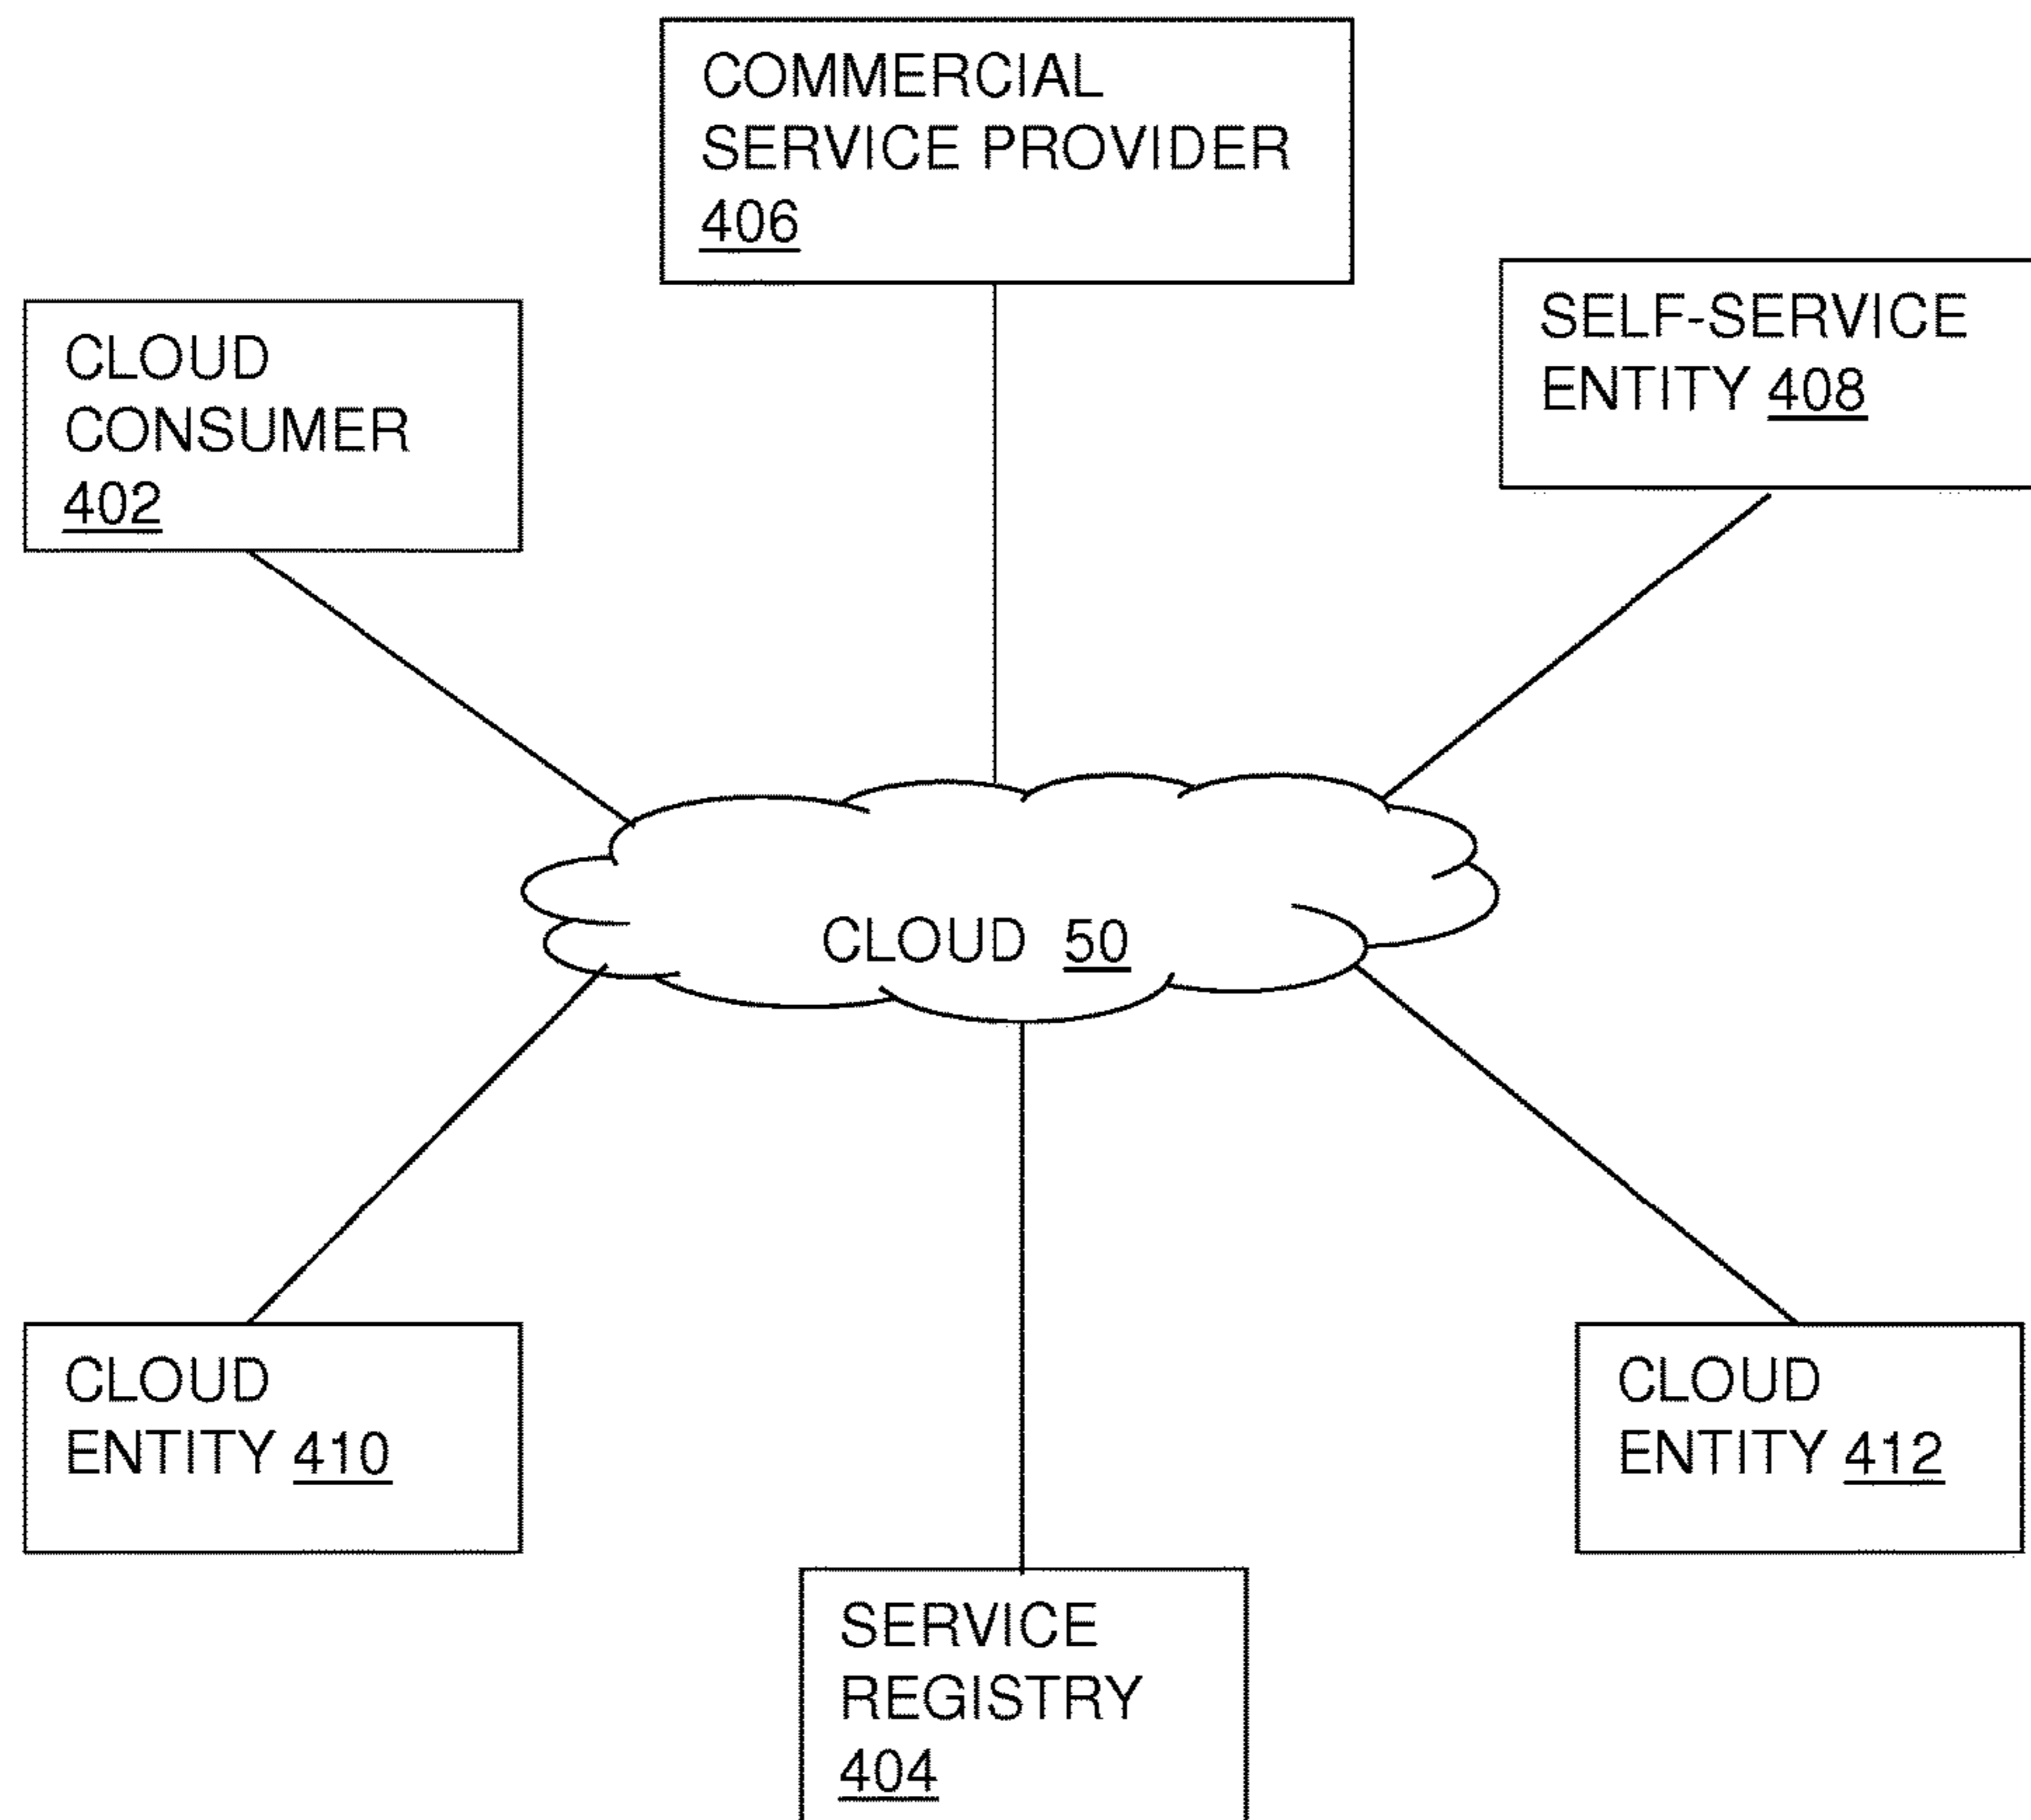 COMMERCIAL
SERVICE PROVIDER
406
SELF-SERVICE
ENTITY 408
CLOUD
CONSUMER
402
CLOUD 50
CLOUD
ENTITY 410
CLOUD
ENTITY 412
SERVICE
REGISTRY
404